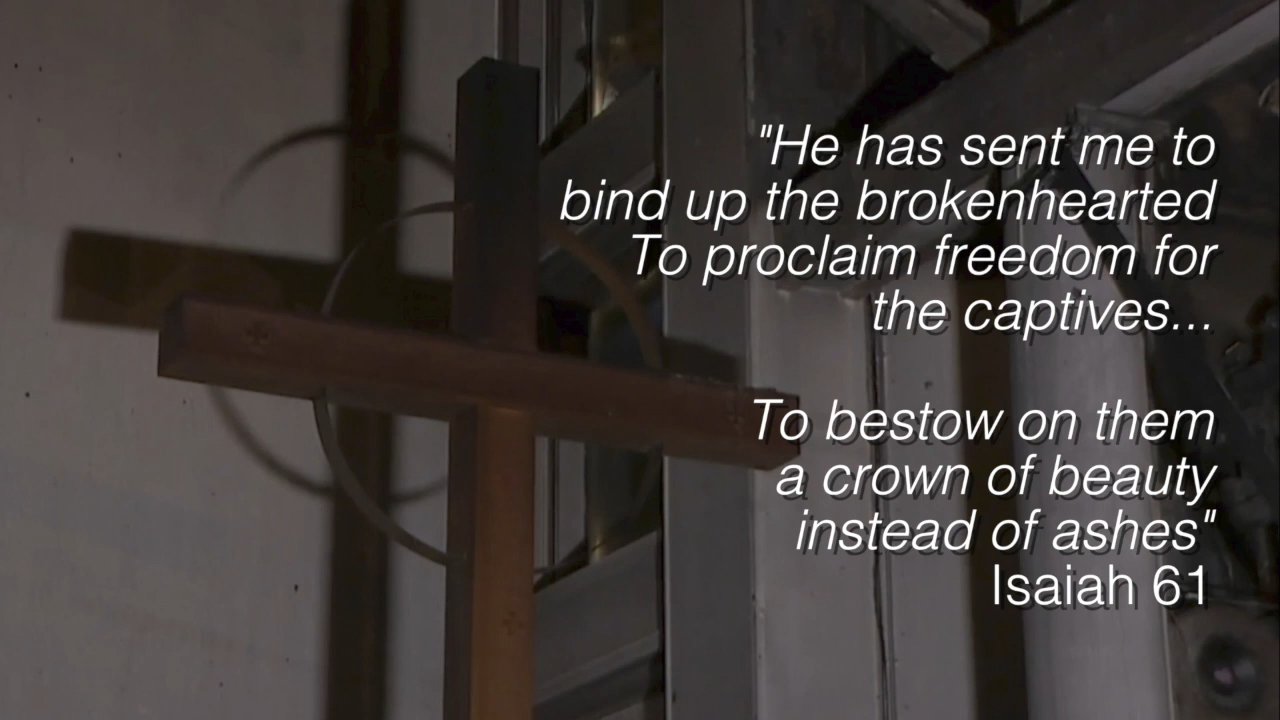 "He has sent me to
bind up the brokenhearted
To proclaim freedom for
the captives...
To bestow on them
a crown of beauty
instead of ashes"
Isaiah 61